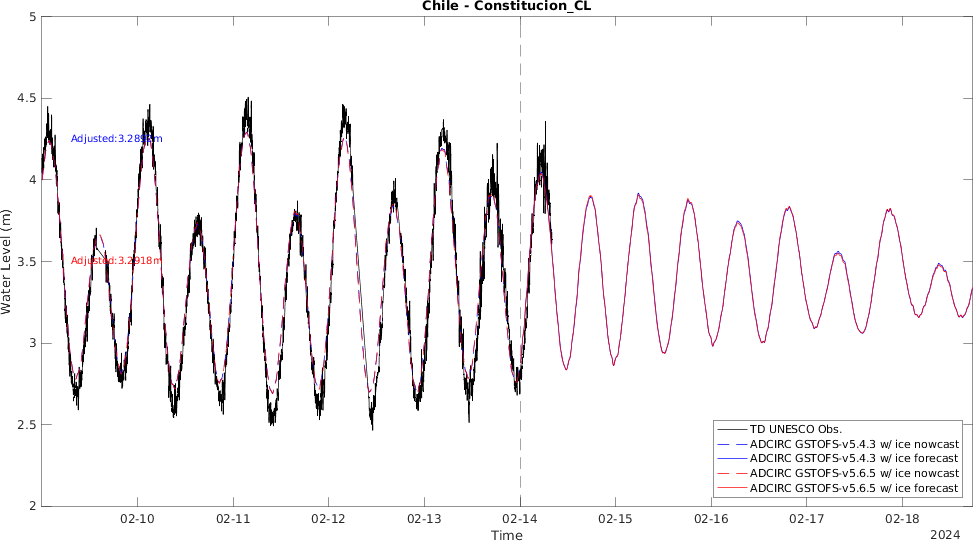 Chile - Constitucion_CL
5
4.5
4
3.5
3
2.5
2
Water Level (m)
Adjusted:3.2892m
Adjusted:3.2918m
TD UNESCO Obs.
ADCIRC GSTOFS-v5.4.3 w/ ice nowcast
ADCIRC GSTOFS-v5.4.3 w/ ice forecast
ADCIRC GSTOFS-v5.6.5 w/ ice nowcast
ADCIRC GSTOFS-v5.6.5 w/ ice forecast
02-10 02-11 02-12 02-13 02-14 02-15 02-16 02-17 02-18
Time
2024